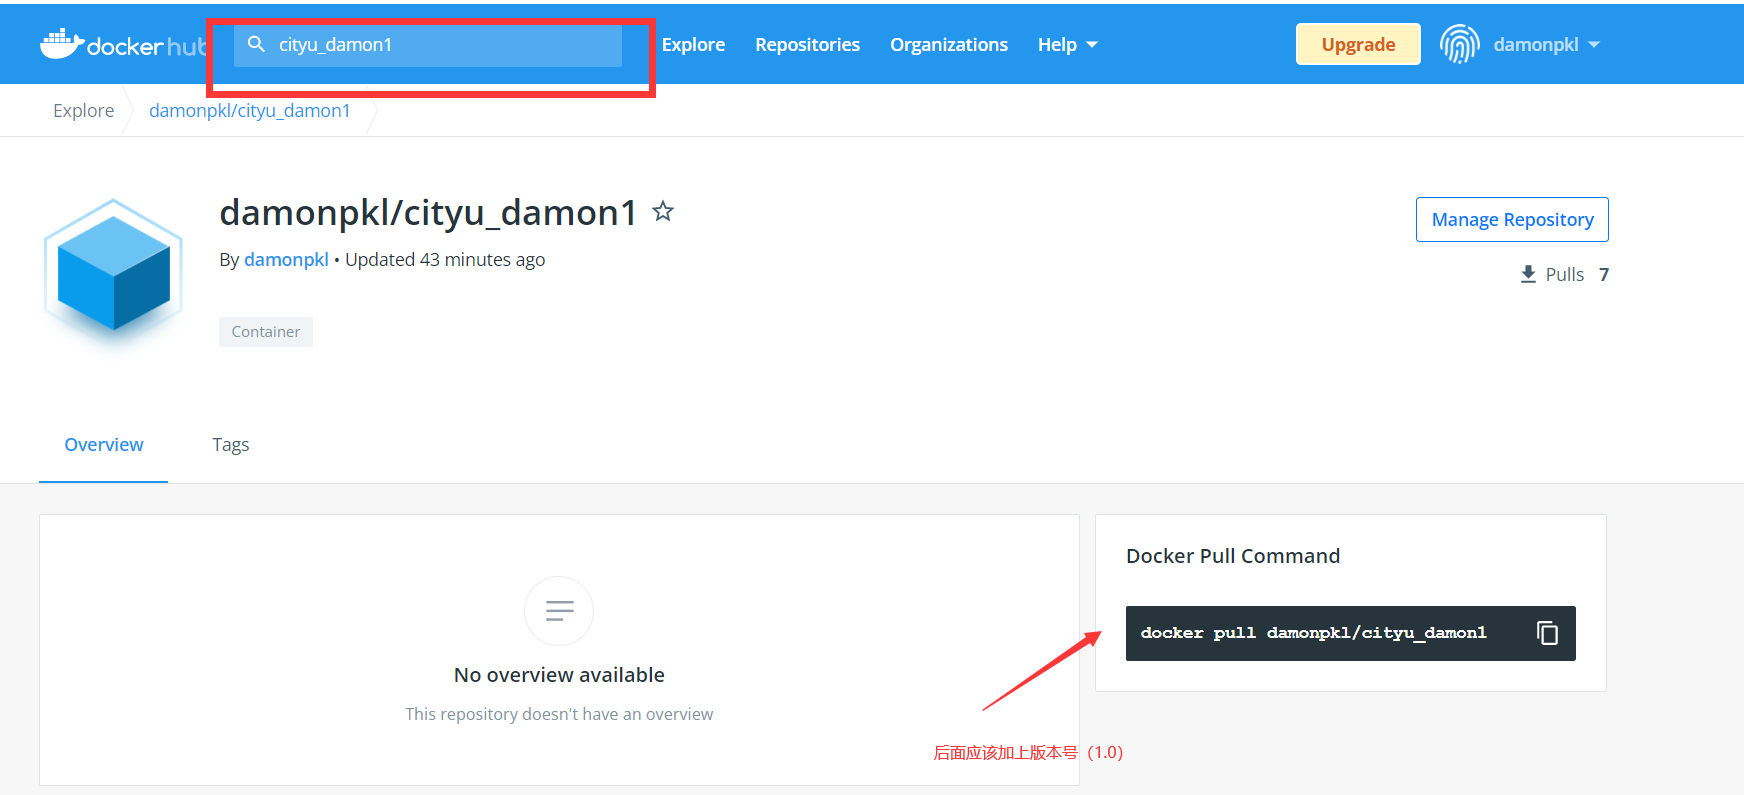 docker hub
cityu_damon1
Explore
Repositories
Organizations
Help
Upgrade
damonpkl
Explore
damonpkl/cityu_damon1
damonpkl/cityu_damon1
By damonpkl • Updated 43 minutes ago
Manage Repository
Pulls 7
Container
Overview
Tags
Docker Pull Command
docker pull damonpkl/cityu_damon1
No overview available
This repository doesn't have an overview
后面应该加上版本号（1.0）